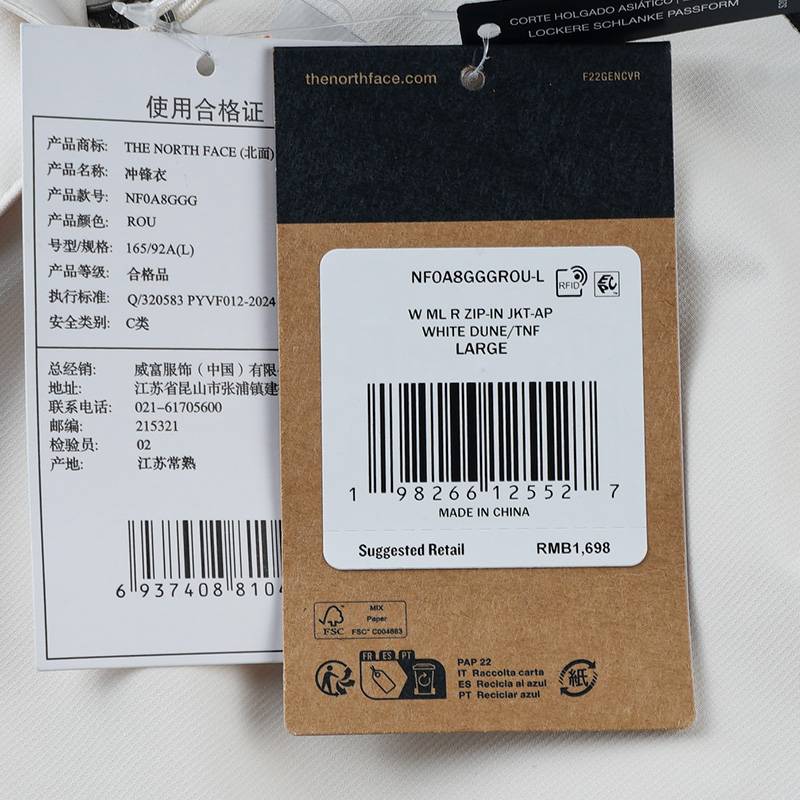 CORTE HOLGADO ASIÁTICO
LOCKERE SCHLANKE PASSFORM
使用合格证
产品商标: THE NORTH FACE (北面)
产品名称: 冲锋衣
产品款号: NF0A8GGG
产品颜色: ROU
号型/规格: 165/92A(L)
产品等级: 合格品
执行标准: Q/320583 PYVF012-2024
安全类别: C类
总经销: 威富服饰（中国）有限
地址: 江苏省昆山市张浦镇建
联系电话: 021-61705600
邮编: 215321
检验员: 02
产地: 江苏常熟
6 937408 810
thenorthface.com F22GENCVR
NF0A8GGGROU-L RFID EPC
W ML R ZIP-IN JKT-AP
WHITE DUNE/TNF
LARGE
1 98266 12552 7
MADE IN CHINA
Suggested Retail RMB1,698
FSC
MIX
Paper
FSC® C004883
FR ES PT
PAP 22
IT Raccolta carta
ES Recicla al azul
PT Reciclar azul
紙